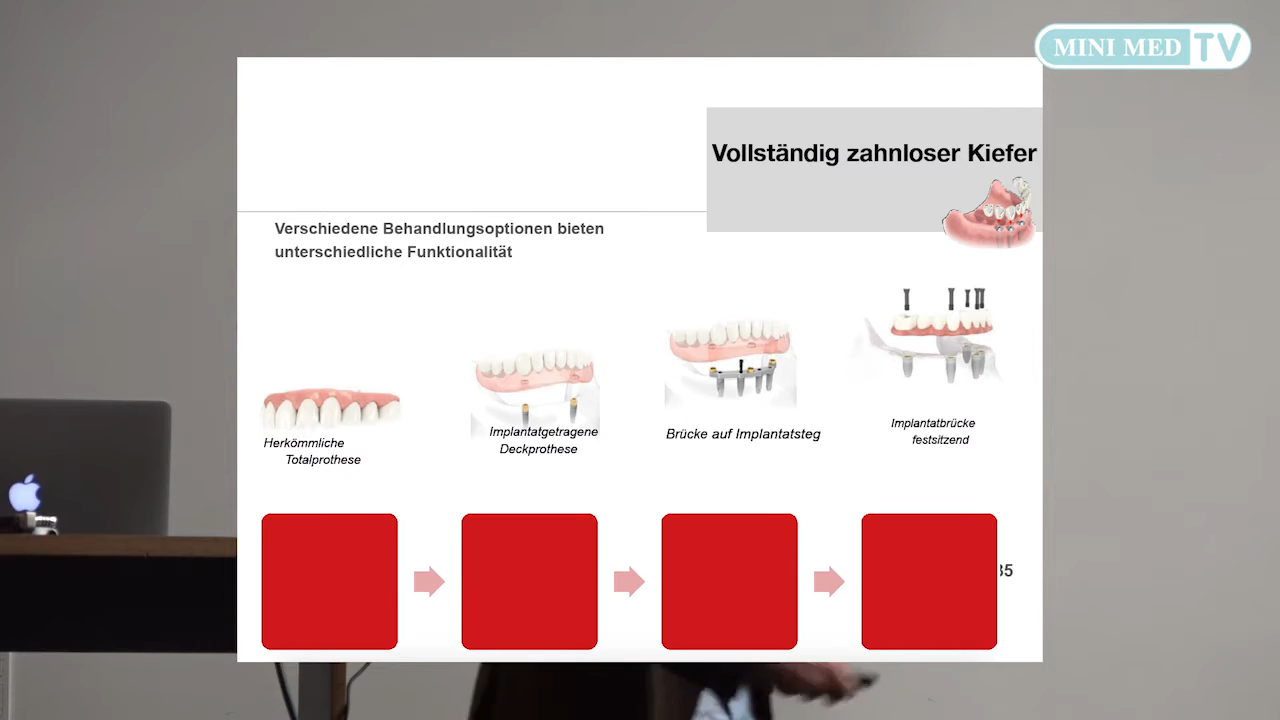 MINI MED TV
Vollständig zahnloser Kiefer
Verschiedene Behandlungsoptionen bieten
unterschiedliche Funktionalität
Herkömmliche
Totalprothese
Implantatgetragene
Deckprothese
Brücke auf Implantatsteg
Implantatbrücke
festsitzend
35